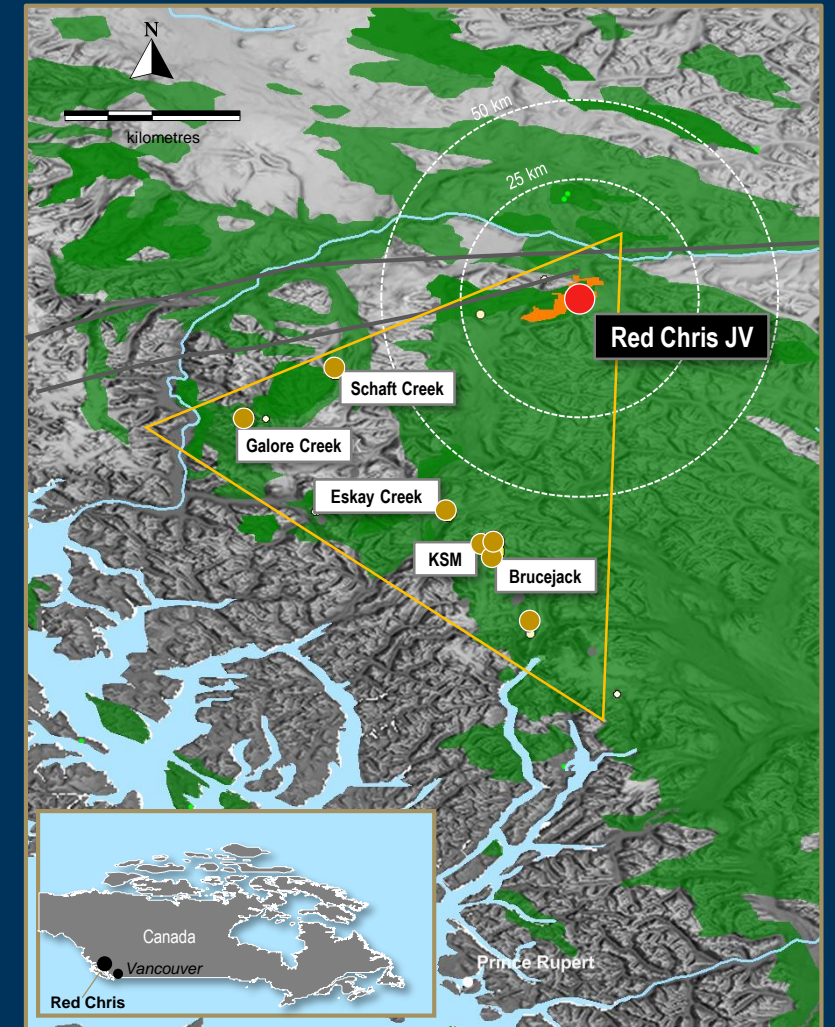 N
kilometres
50 km
25 km
Red Chris JV
Schaft Creek
Galore Creek
Eskay Creek
KSM
Brucejack
Prince Rupert
Canada
Vancouver
Red Chris